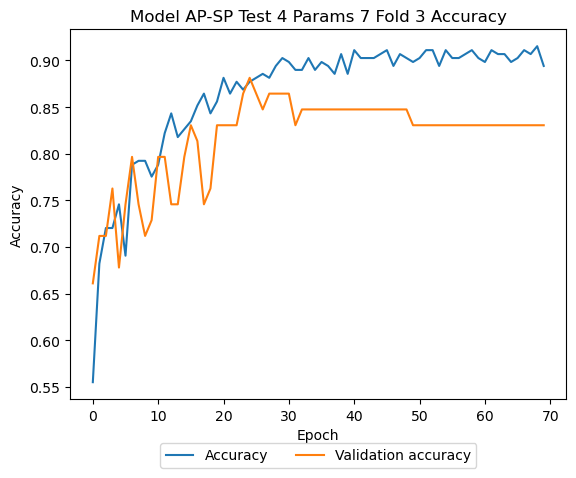 Model AP-SP Test 4 Params 7 Fold 3 Accuracy
Accuracy
0.90
0.85
0.80
0.75
0.70
0.65
0.60
0.55
0 10 20 30 40 50 60 70
Epoch
Accuracy Validation accuracy